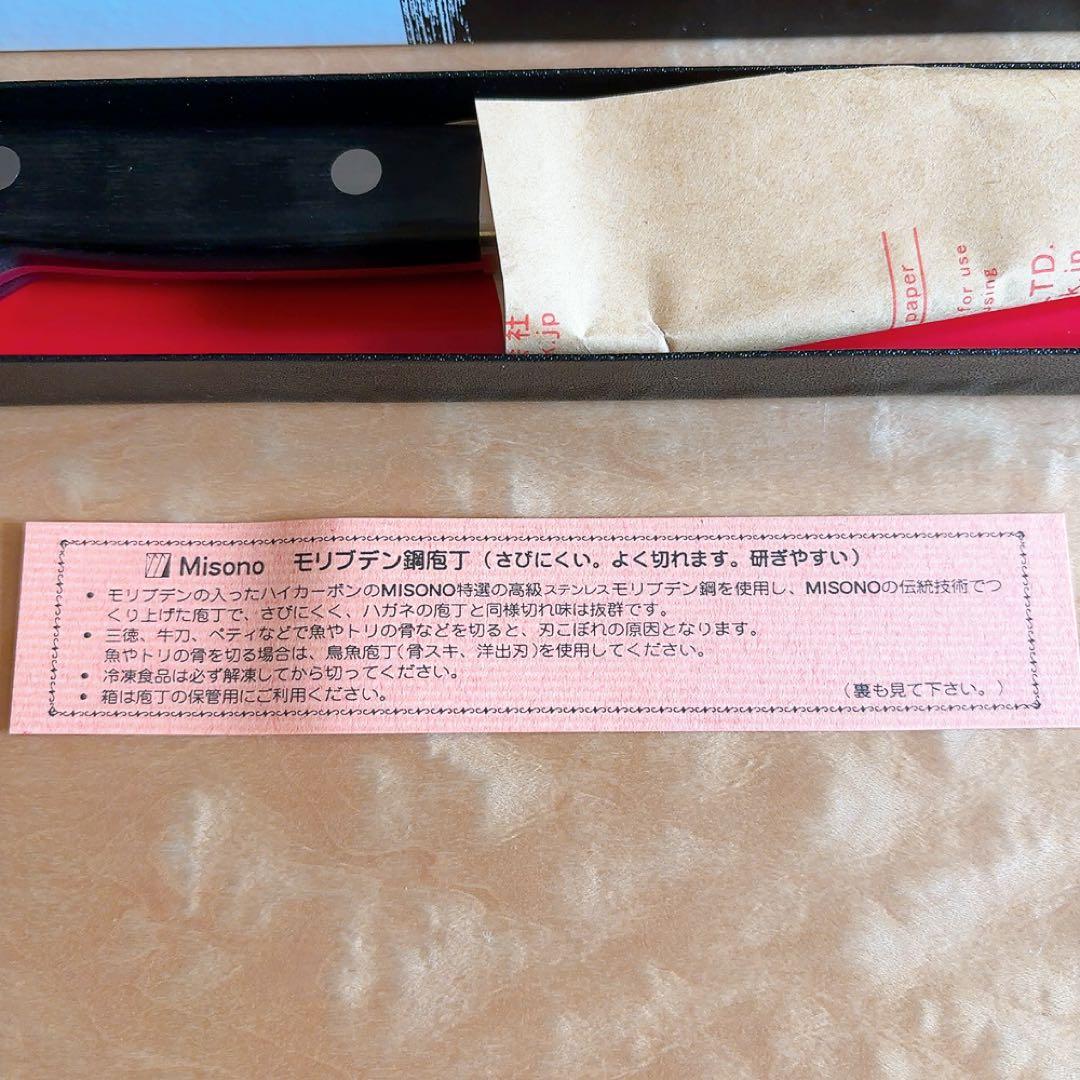 paper
for use
sing
TD.
k.jp
社
k.jp
Misono モリブデン鋼庖丁（さびにくい。よく切れます。研ぎやすい）
• モリブデンの入ったハイカーボンのMISONO特選の高級ステンレスモリブデン鋼を使用し、MISONOの伝統技術でつ
くり上げた庖丁で、さびにくく、ハガネの庖丁と同様切れ味は抜群です。
• 三徳、牛刀、ペティなどで魚やトリの骨などを切ると、刃こぼれの原因となります。
魚やトリの骨を切る場合は、鳥魚庖丁（骨スキ、洋出刃）を使用してください。
• 冷凍食品は必ず解凍してから切ってください。
• 箱は庖丁の保管用にご利用ください。
（裏も見て下さい。）